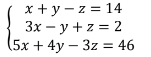 x + y − z = 14
3x − y + z = 2
5x + 4y − 3z = 46